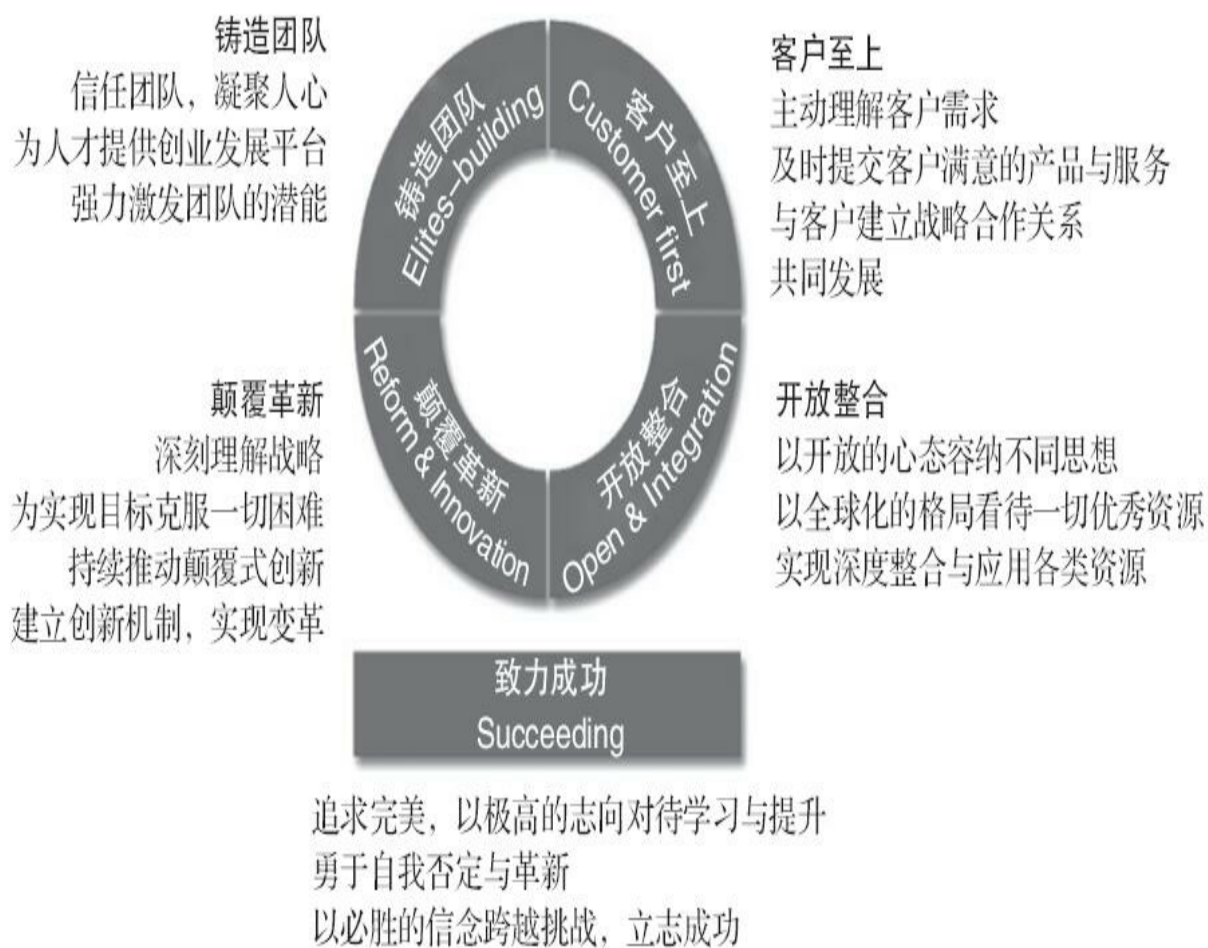 铸造团队
信任团队，凝聚人心
为人才提供创业发展平台
强力激发团队的潜能
铸造团队
Elites-building
客户至上
Customer first
客户至上
主动理解客户需求
及时提交客户满意的产品与服务
与客户建立战略合作关系
共同发展
颠覆革新
深刻理解战略
为实现目标克服一切困难
持续推动颠覆式创新
建立创新机制，实现变革
颠覆革新
Reform & Innovation
开放整合
Open & Integration
开放整合
以开放的心态容纳不同思想
以全球化的格局看待一切优秀资源
实现深度整合与应用各类资源
致力成功
Succeeding
追求完美，以极高的志向对待学习与提升
勇于自我否定与革新
以必胜的信念跨越挑战，立志成功